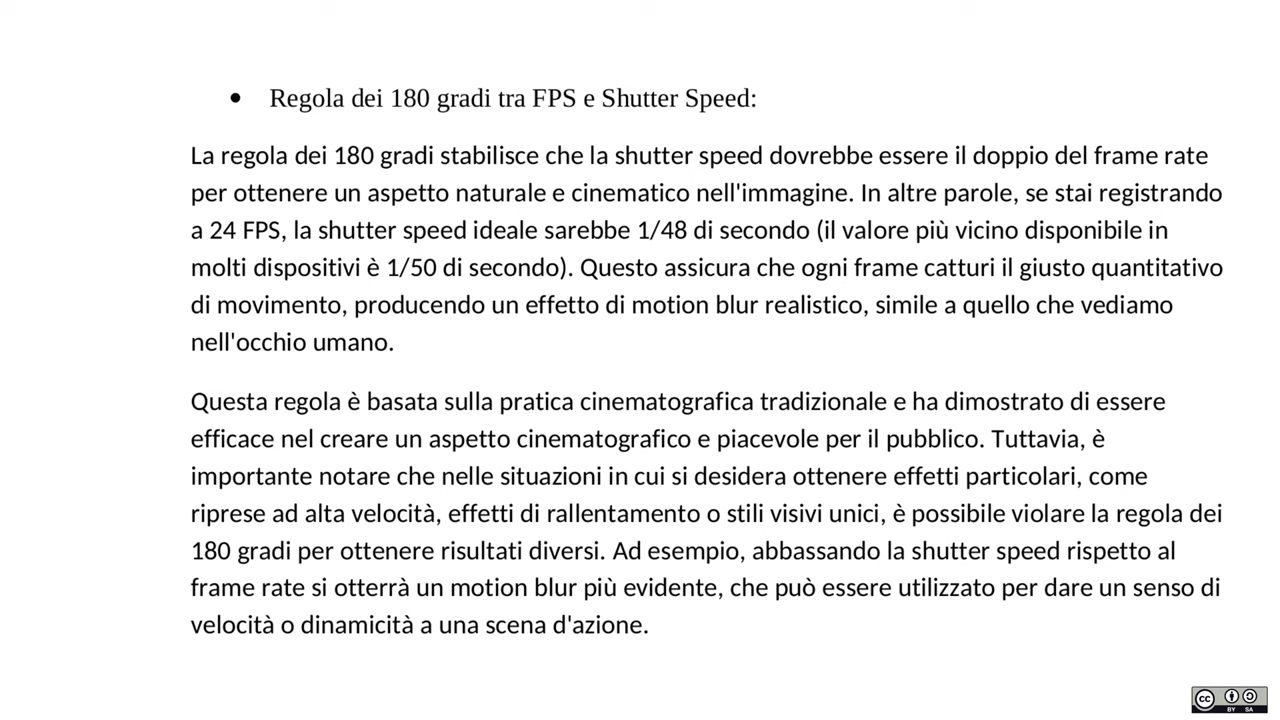 • Regola dei 180 gradi tra FPS e Shutter Speed:
La regola dei 180 gradi stabilisce che la shutter speed dovrebbe essere il doppio del frame rate
per ottenere un aspetto naturale e cinematico nell'immagine. In altre parole, se stai registrando
a 24 FPS, la shutter speed ideale sarebbe 1/48 di secondo (il valore più vicino disponibile in
molti dispositivi è 1/50 di secondo). Questo assicura che ogni frame catturi il giusto quantitativo
di movimento, producendo un effetto di motion blur realistico, simile a quello che vediamo
nell'occhio umano.
Questa regola è basata sulla pratica cinematografica tradizionale e ha dimostrato di essere
efficace nel creare un aspetto cinematografico e piacevole per il pubblico. Tuttavia, è
importante notare che nelle situazioni in cui si desidera ottenere effetti particolari, come
riprese ad alta velocità, effetti di rallentamento o stili visivi unici, è possibile violare la regola dei
180 gradi per ottenere risultati diversi. Ad esempio, abbassando la shutter speed rispetto al
frame rate si otterrà un motion blur più evidente, che può essere utilizzato per dare un senso di
velocità o dinamicità a una scena d'azione.
cc BY SA